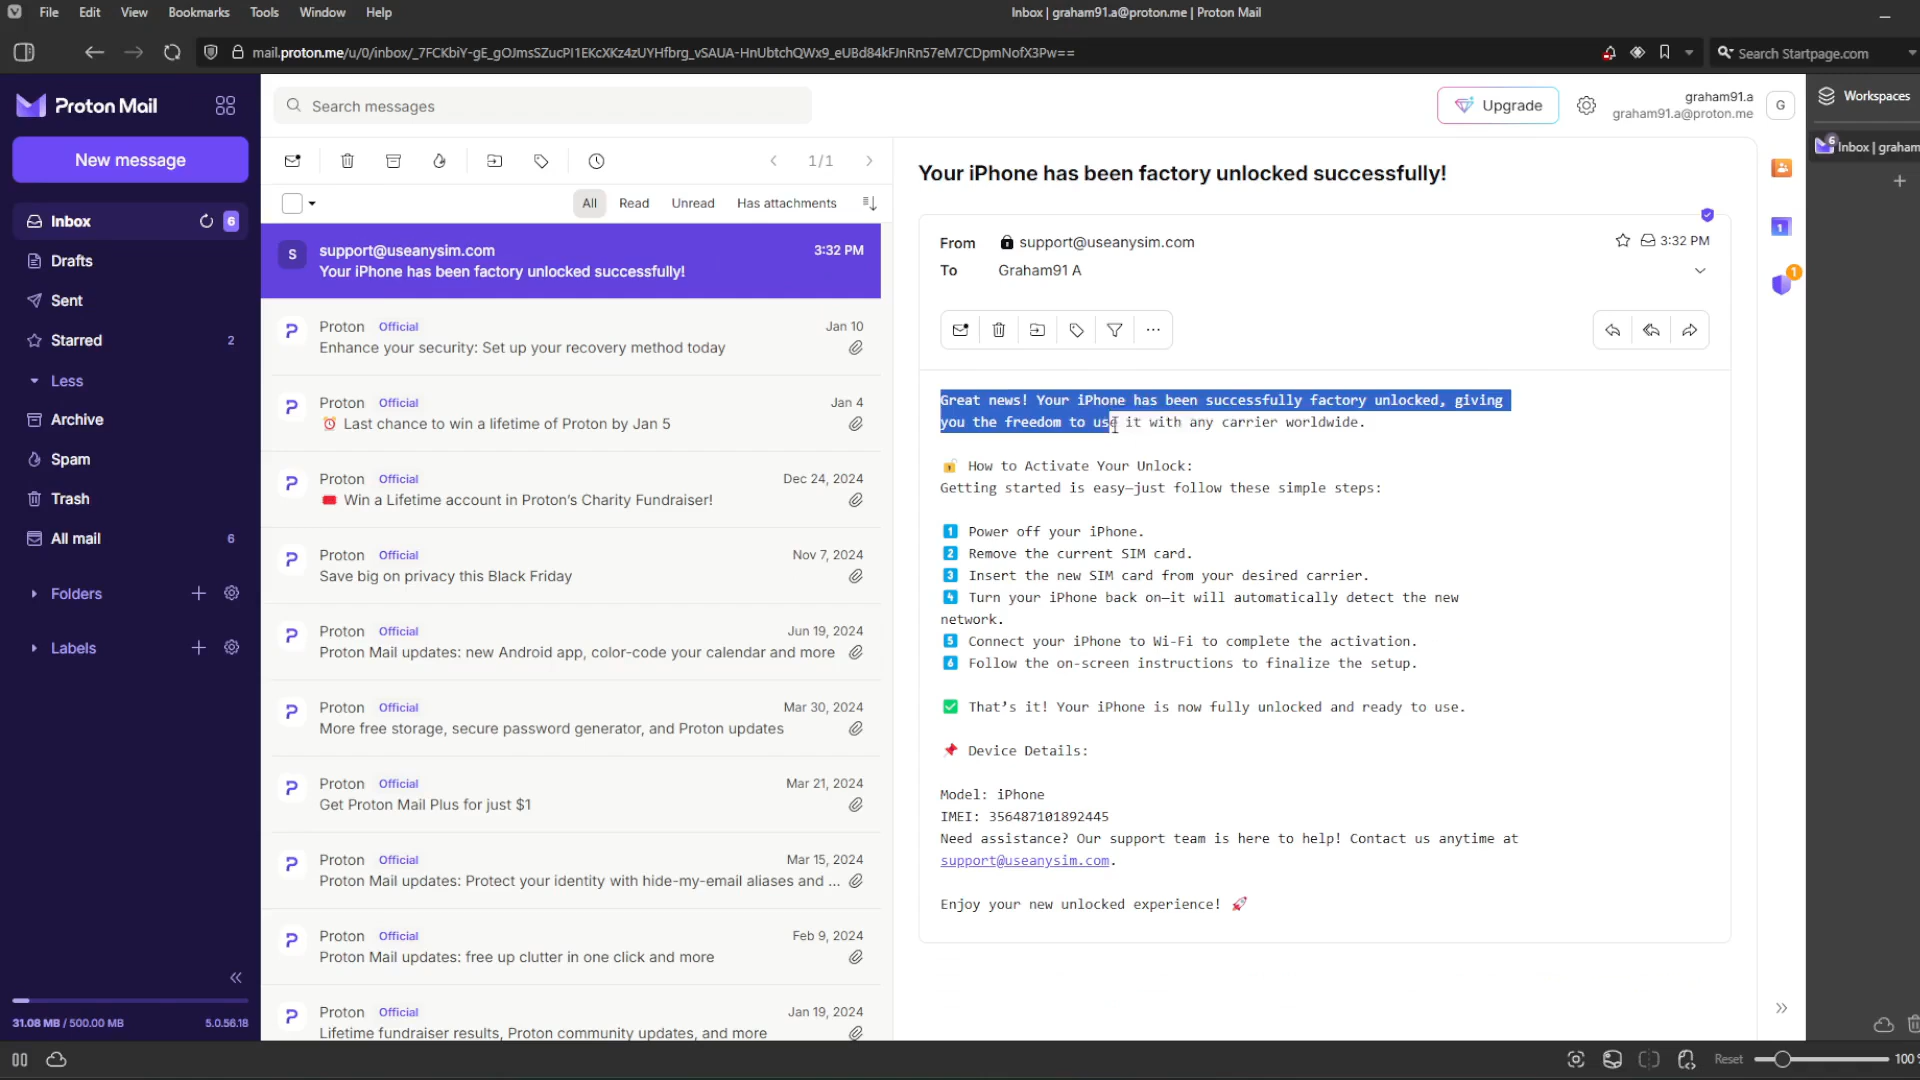 File Edit View Bookmarks Tools Window Help
Inbox | graham91.a@proton.me | Proton Mail
mail.proton.me/u/0/inbox/_7FCKbiY-gE_gOJmsSZucPI1EKcXKz4zUYHfbrg_vSAUA-HnUbtchQWx9_eUBd84kFJnRn57eM7CDpmNofX3Pw==
Search Startpage.com
Proton Mail
New message
Inbox 6
Drafts
Sent
Starred 2
Less
Archive
Spam
Trash
All mail 6
Folders
Labels
31.08 MB / 500.00 MB 5.0.56.18
Search messages
Upgrade
graham91.a
graham91.a@proton.me
G
1/1
All Read Unread Has attachments
S
support@useanysim.com 3:32 PM
Your iPhone has been factory unlocked successfully!
Proton Official Jan 10
Enhance your security: Set up your recovery method today
Proton Official Jan 4
⏰ Last chance to win a lifetime of Proton by Jan 5
Proton Official Dec 24, 2024
🎟️ Win a Lifetime account in Proton's Charity Fundraiser!
Proton Official Nov 7, 2024
Save big on privacy this Black Friday
Proton Official Jun 19, 2024
Proton Mail updates: new Android app, color-code your calendar and more
Proton Official Mar 30, 2024
More free storage, secure password generator, and Proton updates
Proton Official Mar 21, 2024
Get Proton Mail Plus for just $1
Proton Official Mar 15, 2024
Proton Mail updates: Protect your identity with hide-my-email aliases and ...
Proton Official Feb 9, 2024
Proton Mail updates: free up clutter in one click and more
Proton Official Jan 19, 2024
Lifetime fundraiser results, Proton community updates, and more
Your iPhone has been factory unlocked successfully!
From support@useanysim.com 3:32 PM
To Graham91 A
Great news! Your iPhone has been successfully factory unlocked, giving
you the freedom to use it with any carrier worldwide.
🔓 How to Activate Your Unlock:
Getting started is easy—just follow these simple steps:
1️⃣ Power off your iPhone.
2️⃣ Remove the current SIM card.
3️⃣ Insert the new SIM card from your desired carrier.
4️⃣ Turn your iPhone back on—it will automatically detect the new
network.
5️⃣ Connect your iPhone to Wi-Fi to complete the activation.
6️⃣ Follow the on-screen instructions to finalize the setup.
✅ That's it! Your iPhone is now fully unlocked and ready to use.
📌 Device Details:
Model: iPhone
IMEI: 356487101892445
Need assistance? Our support team is here to help! Contact us anytime at
support@useanysim.com.
Enjoy your new unlocked experience! 🚀
1
1
Workspaces
6
Inbox | graham
Reset 100 %